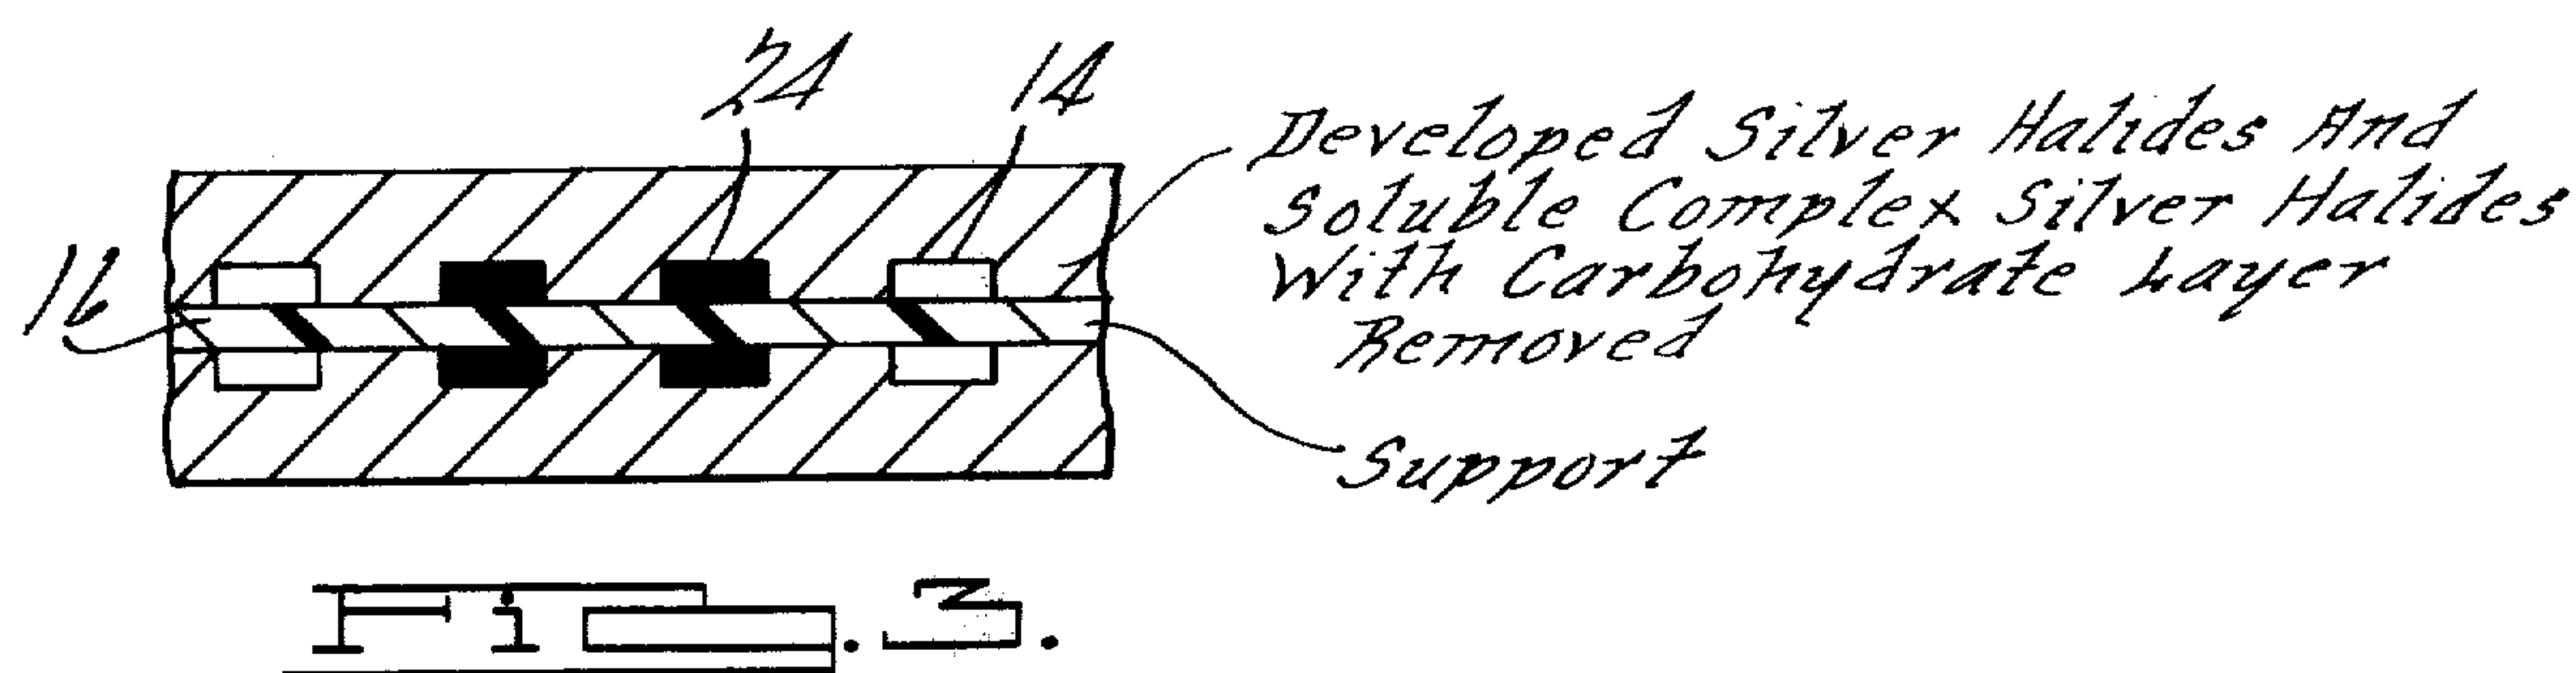 24
14
16
Developed Silver Halides And
Soluble Complex Silver Halides
With Carbohydrate Layer
Removed
Support
Fig. 3.